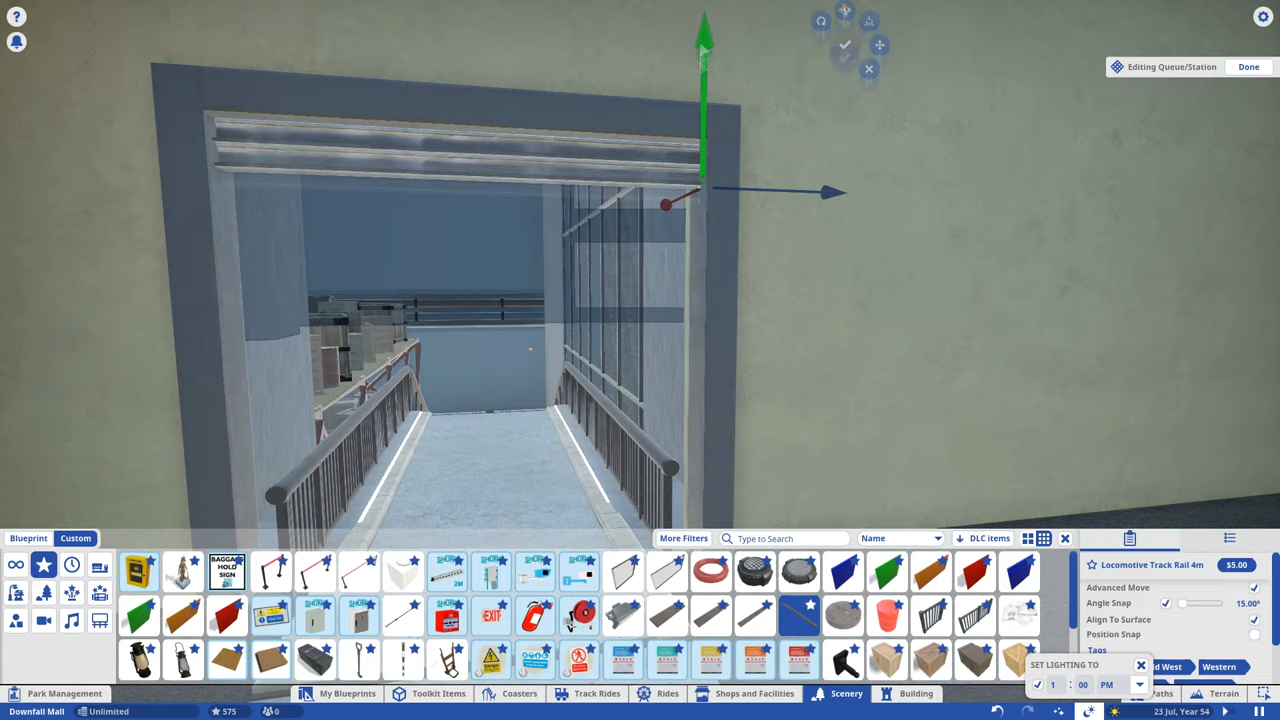 Editing Queue/Station
Done
Blueprint
Custom
More Filters
Type to Search
Name
DLC items
BAGGAGE
HOLD
SIGN
2M
EXIT
Locomotive Track Rail 4m
$5.00
Advanced Move
Angle Snap
15.00°
Align To Surface
Position Snap
Tags
SET LIGHTING TO
1 : 00 PM
d West
Western
Park Management
My Blueprints
Toolkit Items
Coasters
Track Rides
Rides
Shops and Facilities
Scenery
Building
Paths
Terrain
Downfall Mall
Unlimited
575
0
23 Jul, Year 54